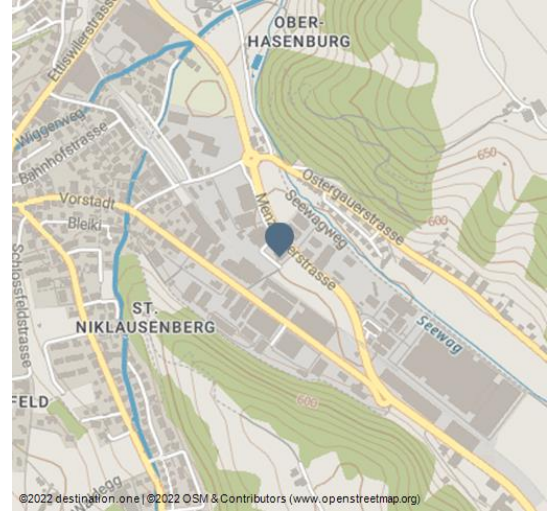 OBER-
HASENBURG
Ettiswilerstrasse
Wiggerweg
Bahnhofstrasse
650
Ostergauerstrasse
600
Vorstadt
Seewagweg
Bleiki
Schlossfeldstrasse
ST.
NIKLAUSENBERG
Seewag
600
FELD
©2022 destination.one | ©2022 OSM & Contributors (www.openstreetmap.org)